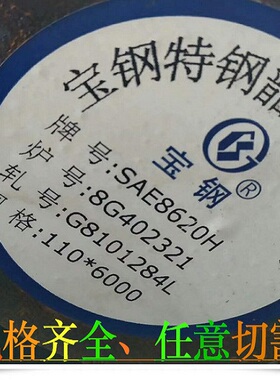 宝钢特钢
宝钢
®
牌 号:SAE8620H
炉 号:8G402321
轧 号:G8101284L
规 格:110*6000
格齐全、任意切